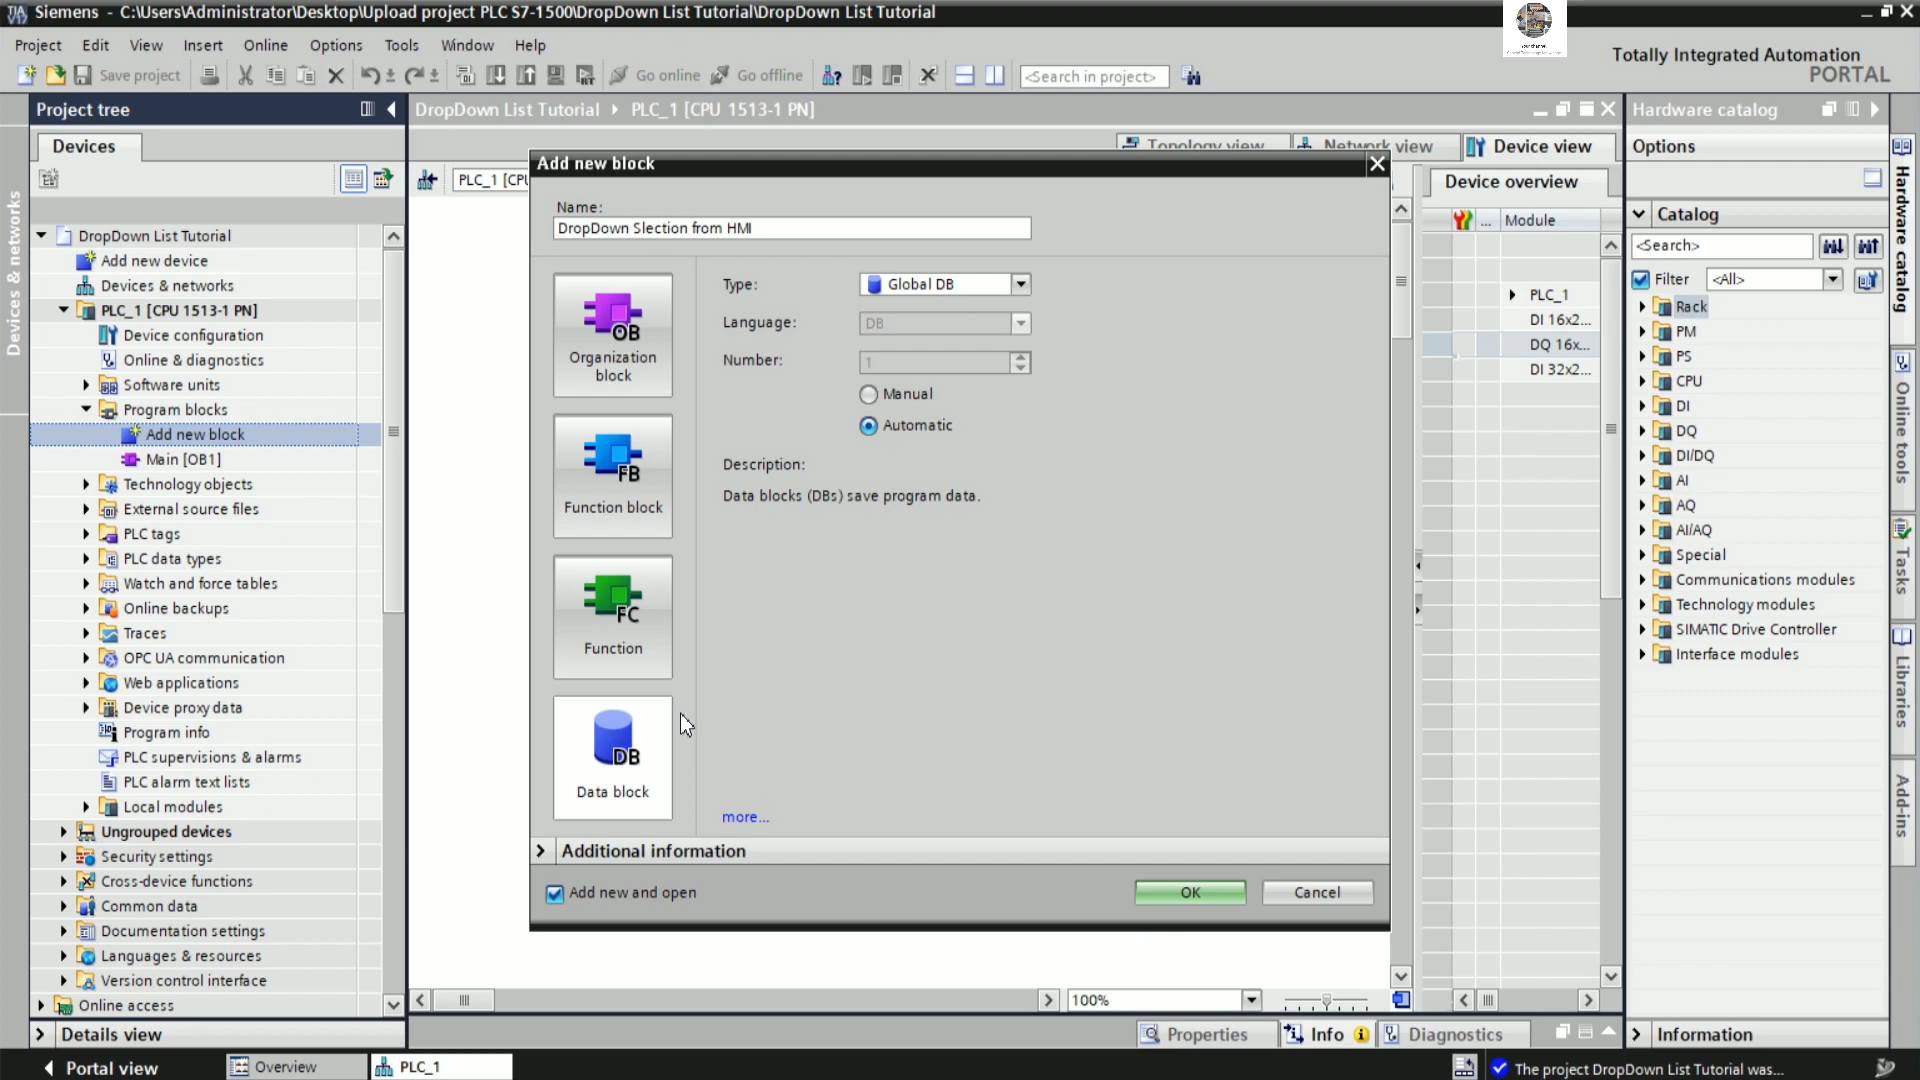 Siemens - C:\Users\Administrator\Desktop\Upload project PLC S7-1500\DropDown List Tutorial\DropDown List Tutorial
Project Edit View Insert Online Options Tools Window Help
Totally Integrated Automation
PORTAL
Save project
Go online
Go offline
<Search in project>
Project tree
DropDown List Tutorial
PLC_1 [CPU 1513-1 PN]
Hardware catalog
Devices
Topology view
Network view
Device view
Options
PLC_1 [CPU
Device overview
Devices & networks
DropDown List Tutorial
Add new device
Devices & networks
PLC_1 [CPU 1513-1 PN]
Device configuration
Online & diagnostics
Software units
Program blocks
Add new block
Main [OB1]
Technology objects
External source files
PLC tags
PLC data types
Watch and force tables
Online backups
Traces
OPC UA communication
Web applications
Device proxy data
Program info
PLC supervisions & alarms
PLC alarm text lists
Local modules
Ungrouped devices
Security settings
Cross-device functions
Common data
Documentation settings
Languages & resources
Version control interface
Online access
Details view
Add new block
Name:
DropDown Slection from HMI
OB
Organization
block
FB
Function block
FC
Function
DB
Data block
Type:
Global DB
Language:
DB
Number:
1
Manual
Automatic
Description:
Data blocks (DBs) save program data.
more...
Additional information
Add new and open
OK
Cancel
... Module
PLC_1
DI 16x2...
DQ 16x...
DI 32x2...
Catalog
<Search>
Filter
<All>
Rack
PM
PS
CPU
DI
DQ
DI/DQ
AI
AQ
AI/AQ
Special
Communications modules
Technology modules
SIMATIC Drive Controller
Interface modules
Information
Hardware catalog
Online tools
Tasks
Libraries
Add-ins
100%
Properties
Info
Diagnostics
Portal view
Overview
PLC_1
The project DropDown List Tutorial was...